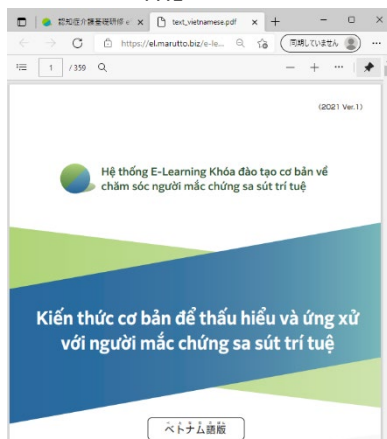 認知症介護基礎研修 e
text_vietnamese.pdf
https://el.marutto.biz/e-le...
同期していません
1 / 359
(2021 Ver.1)
Hệ thống E-Learning Khóa đào tạo cơ bản về
chăm sóc người mắc chứng sa sút trí tuệ
Kiến thức cơ bản để thấu hiểu và ứng xử
với người mắc chứng sa sút trí tuệ
ベトナム語版